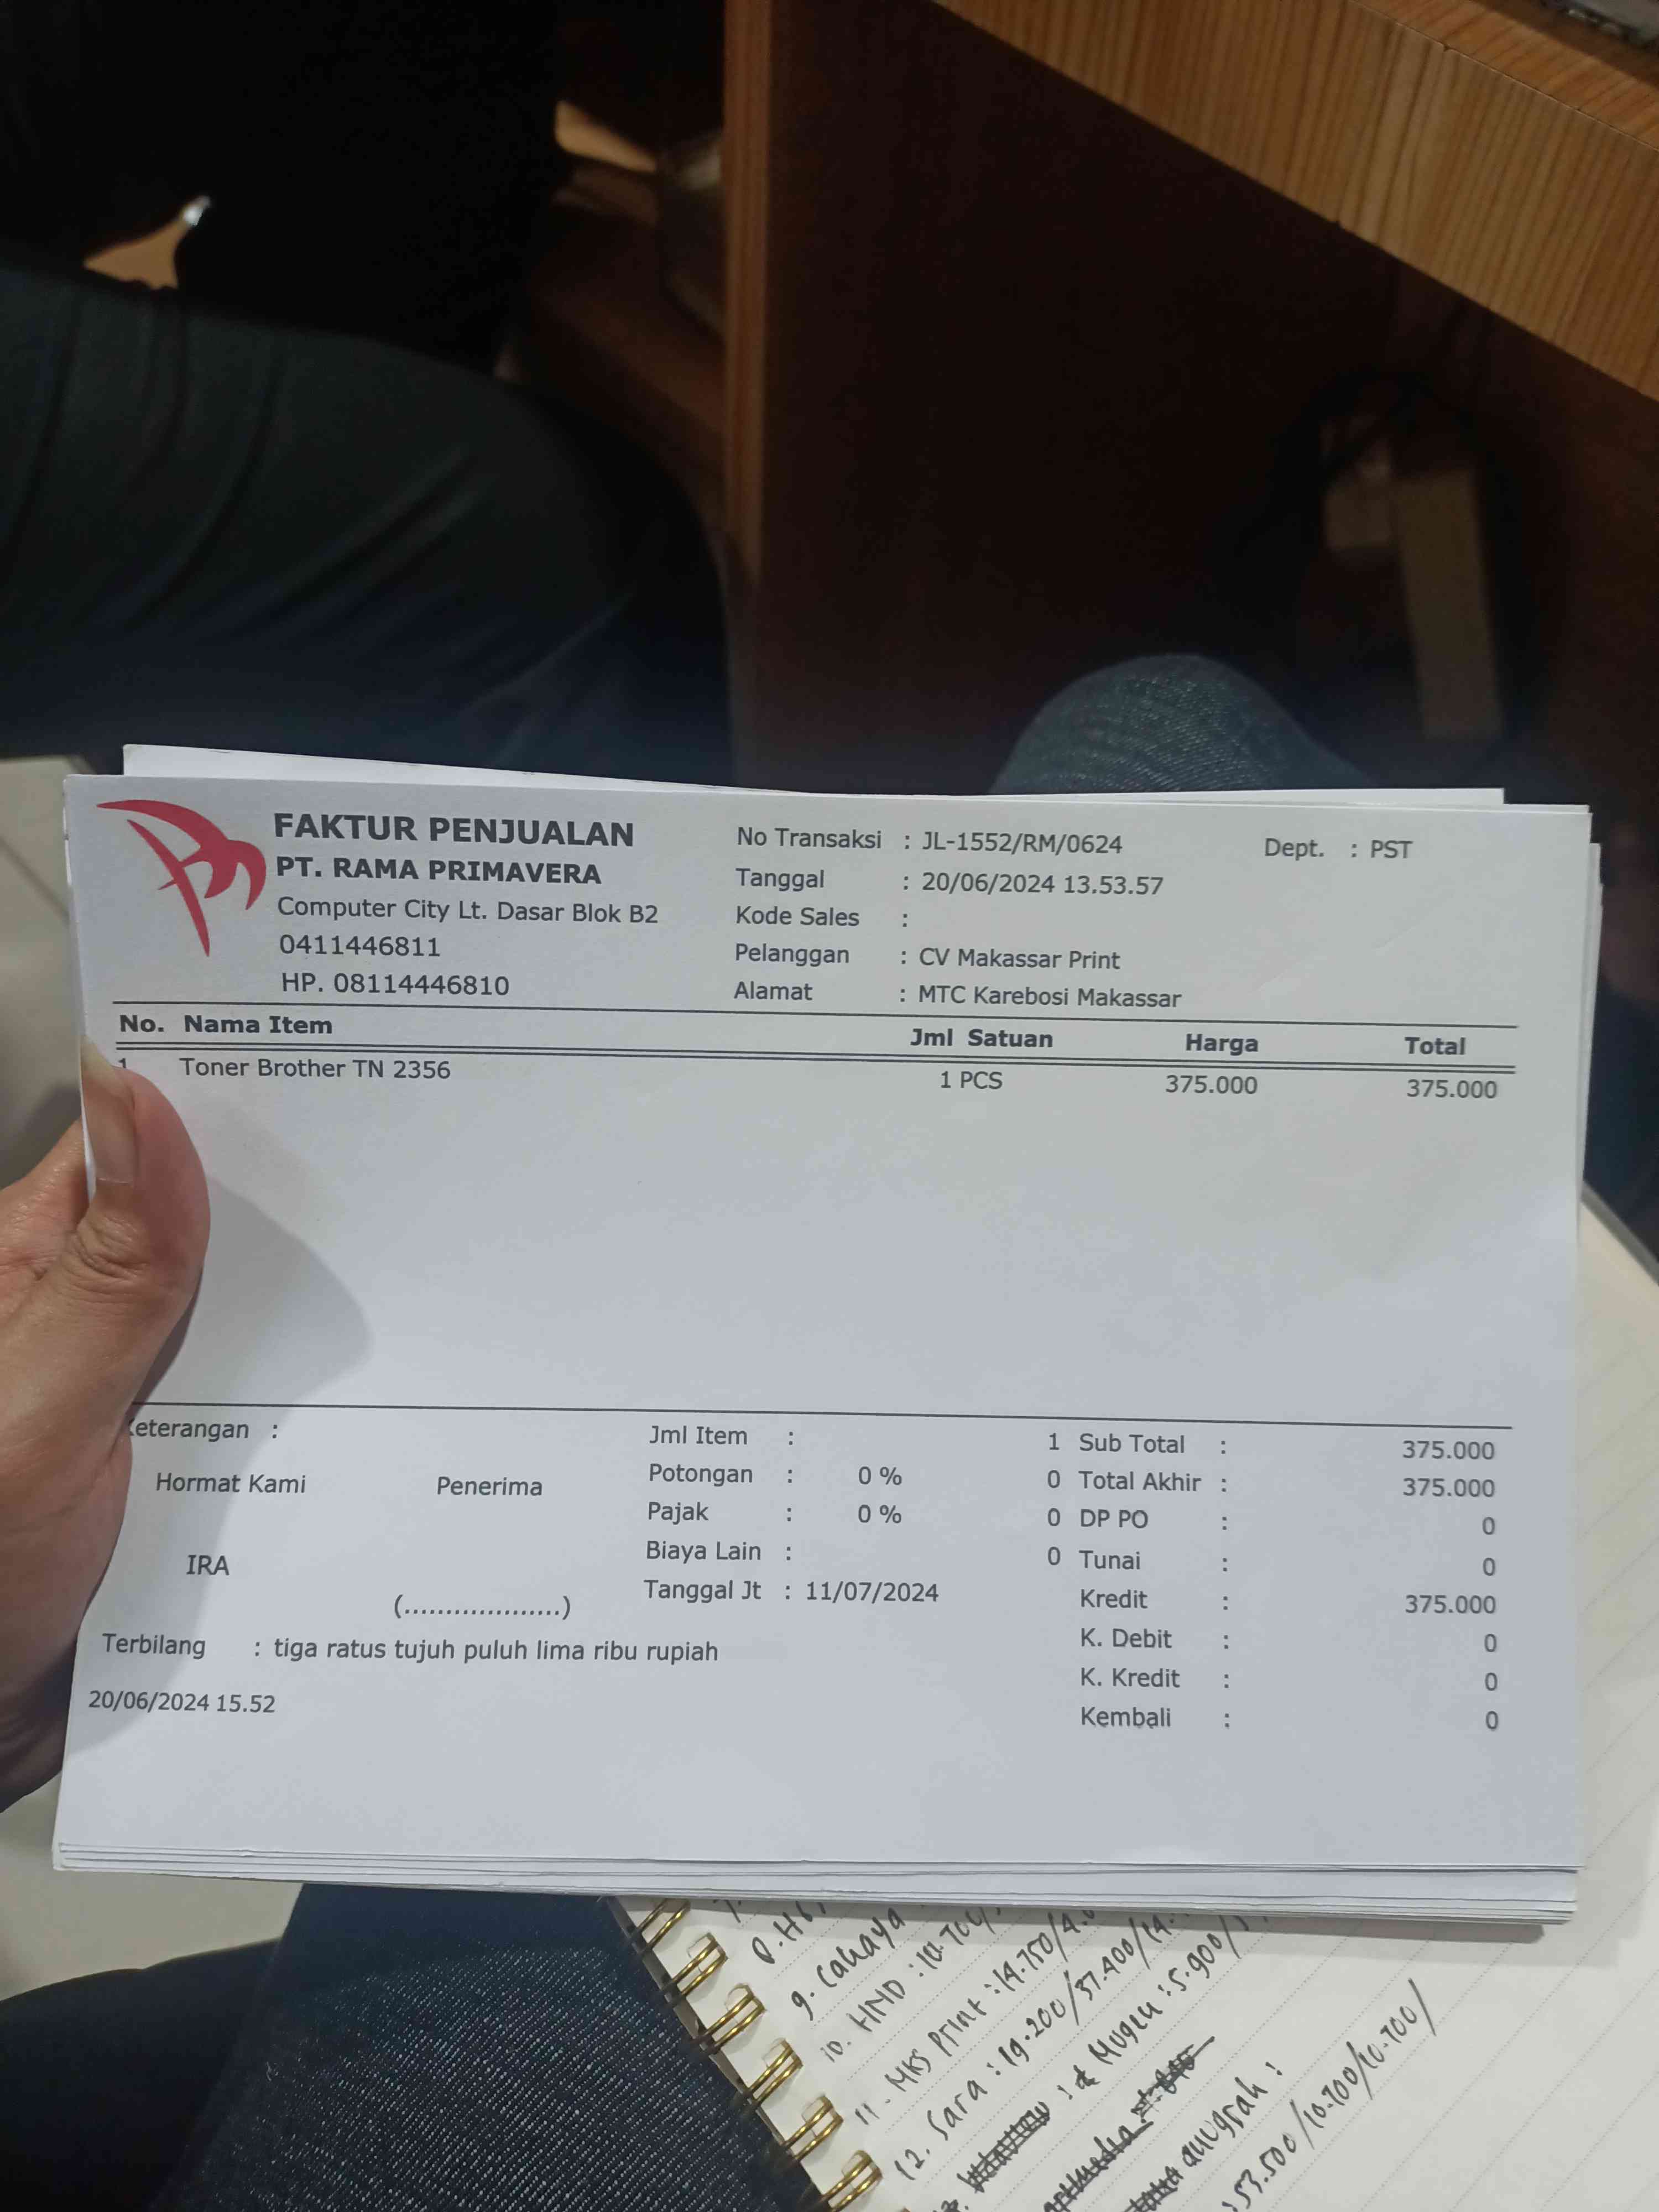 FAKTUR PENJUALAN
PT. RAMA PRIMAVERA
Computer City Lt. Dasar Blok B2
0411446811
HP. 08114446810
No Transaksi : JL-1552/RM/0624 Dept. : PST
Tanggal : 20/06/2024 13.53.57
Kode Sales :
Pelanggan : CV Makassar Print
Alamat : MTC Karebosi Makassar
No. Nama Item Jml Satuan Harga Total
1 Toner Brother TN 2356 1 PCS 375.000 375.000
eterangan :
Hormat Kami Penerima
IRA
(...................)
Jml Item : 1
Potongan : 0 % 0
Pajak : 0 % 0
Biaya Lain : 0
Tanggal Jt : 11/07/2024
Sub Total : 375.000
Total Akhir : 375.000
DP PO : 0
Tunai : 0
Kredit : 375.000
K. Debit : 0
K. Kredit : 0
Kembali : 0
Terbilang : tiga ratus tujuh puluh lima ribu rupiah
20/06/2024 15.52
9. Cahaya
10. HND : 10.700/
11. MKS Print : 14.750/
12. Sara : 19.200/37.400/
: 5.900/
: 53.500/10.700/10.700/